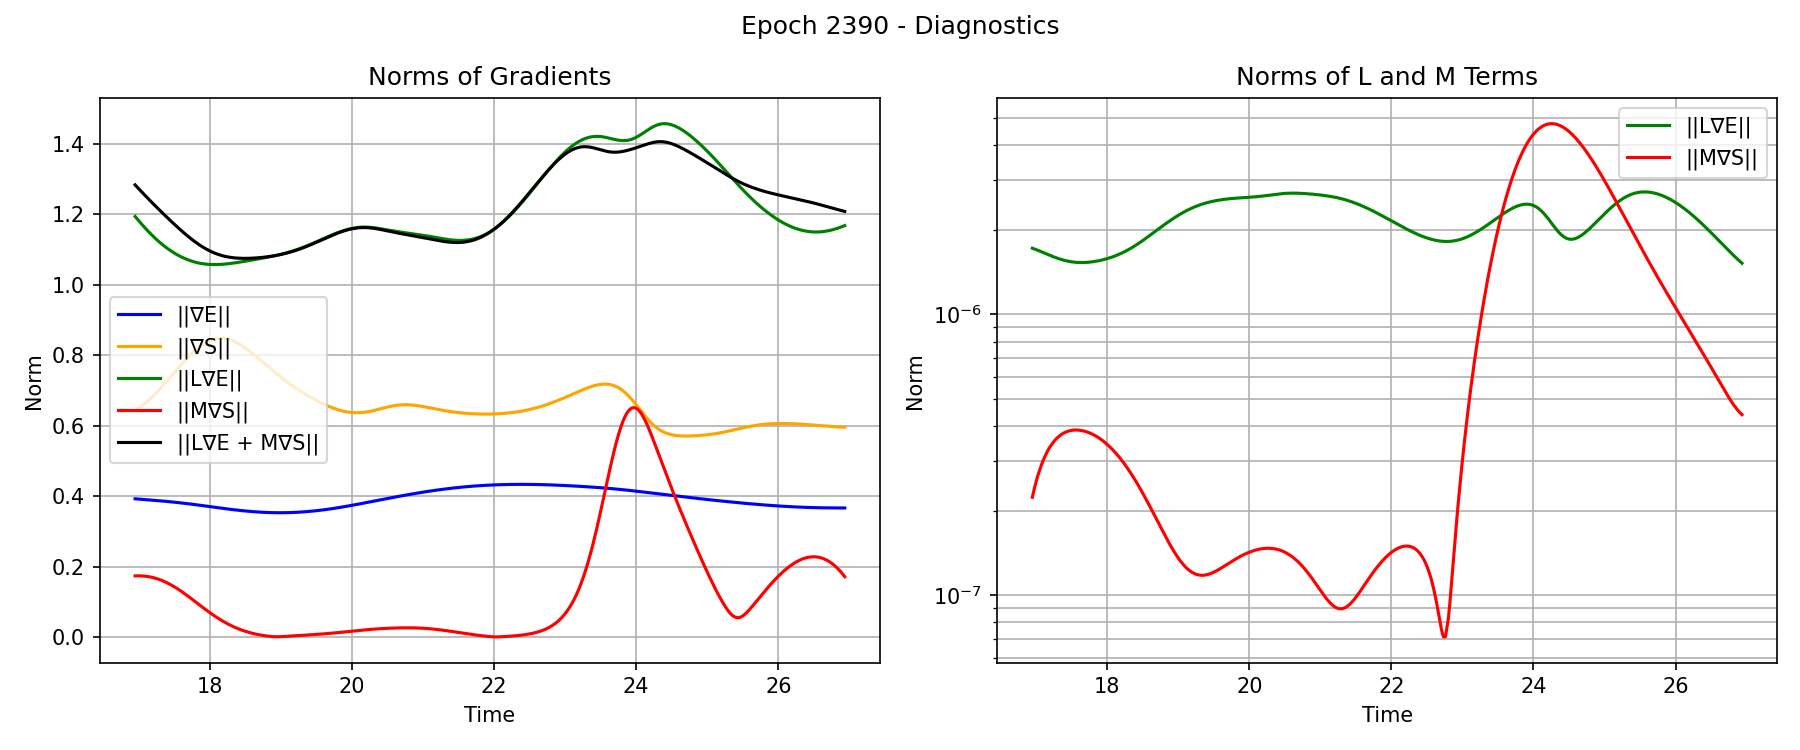 Epoch 2390 - Diagnostics
Norms of Gradients
1.4
1.2
1.0
0.8
0.6
0.4
0.2
0.0
Norm
||∇E||
||∇S||
||L∇E||
||M∇S||
||L∇E + M∇S||
18
20
22
24
26
Time
Norms of L and M Terms
||L∇E||
||M∇S||
10⁻⁶
10⁻⁷
Norm
18
20
22
24
26
Time